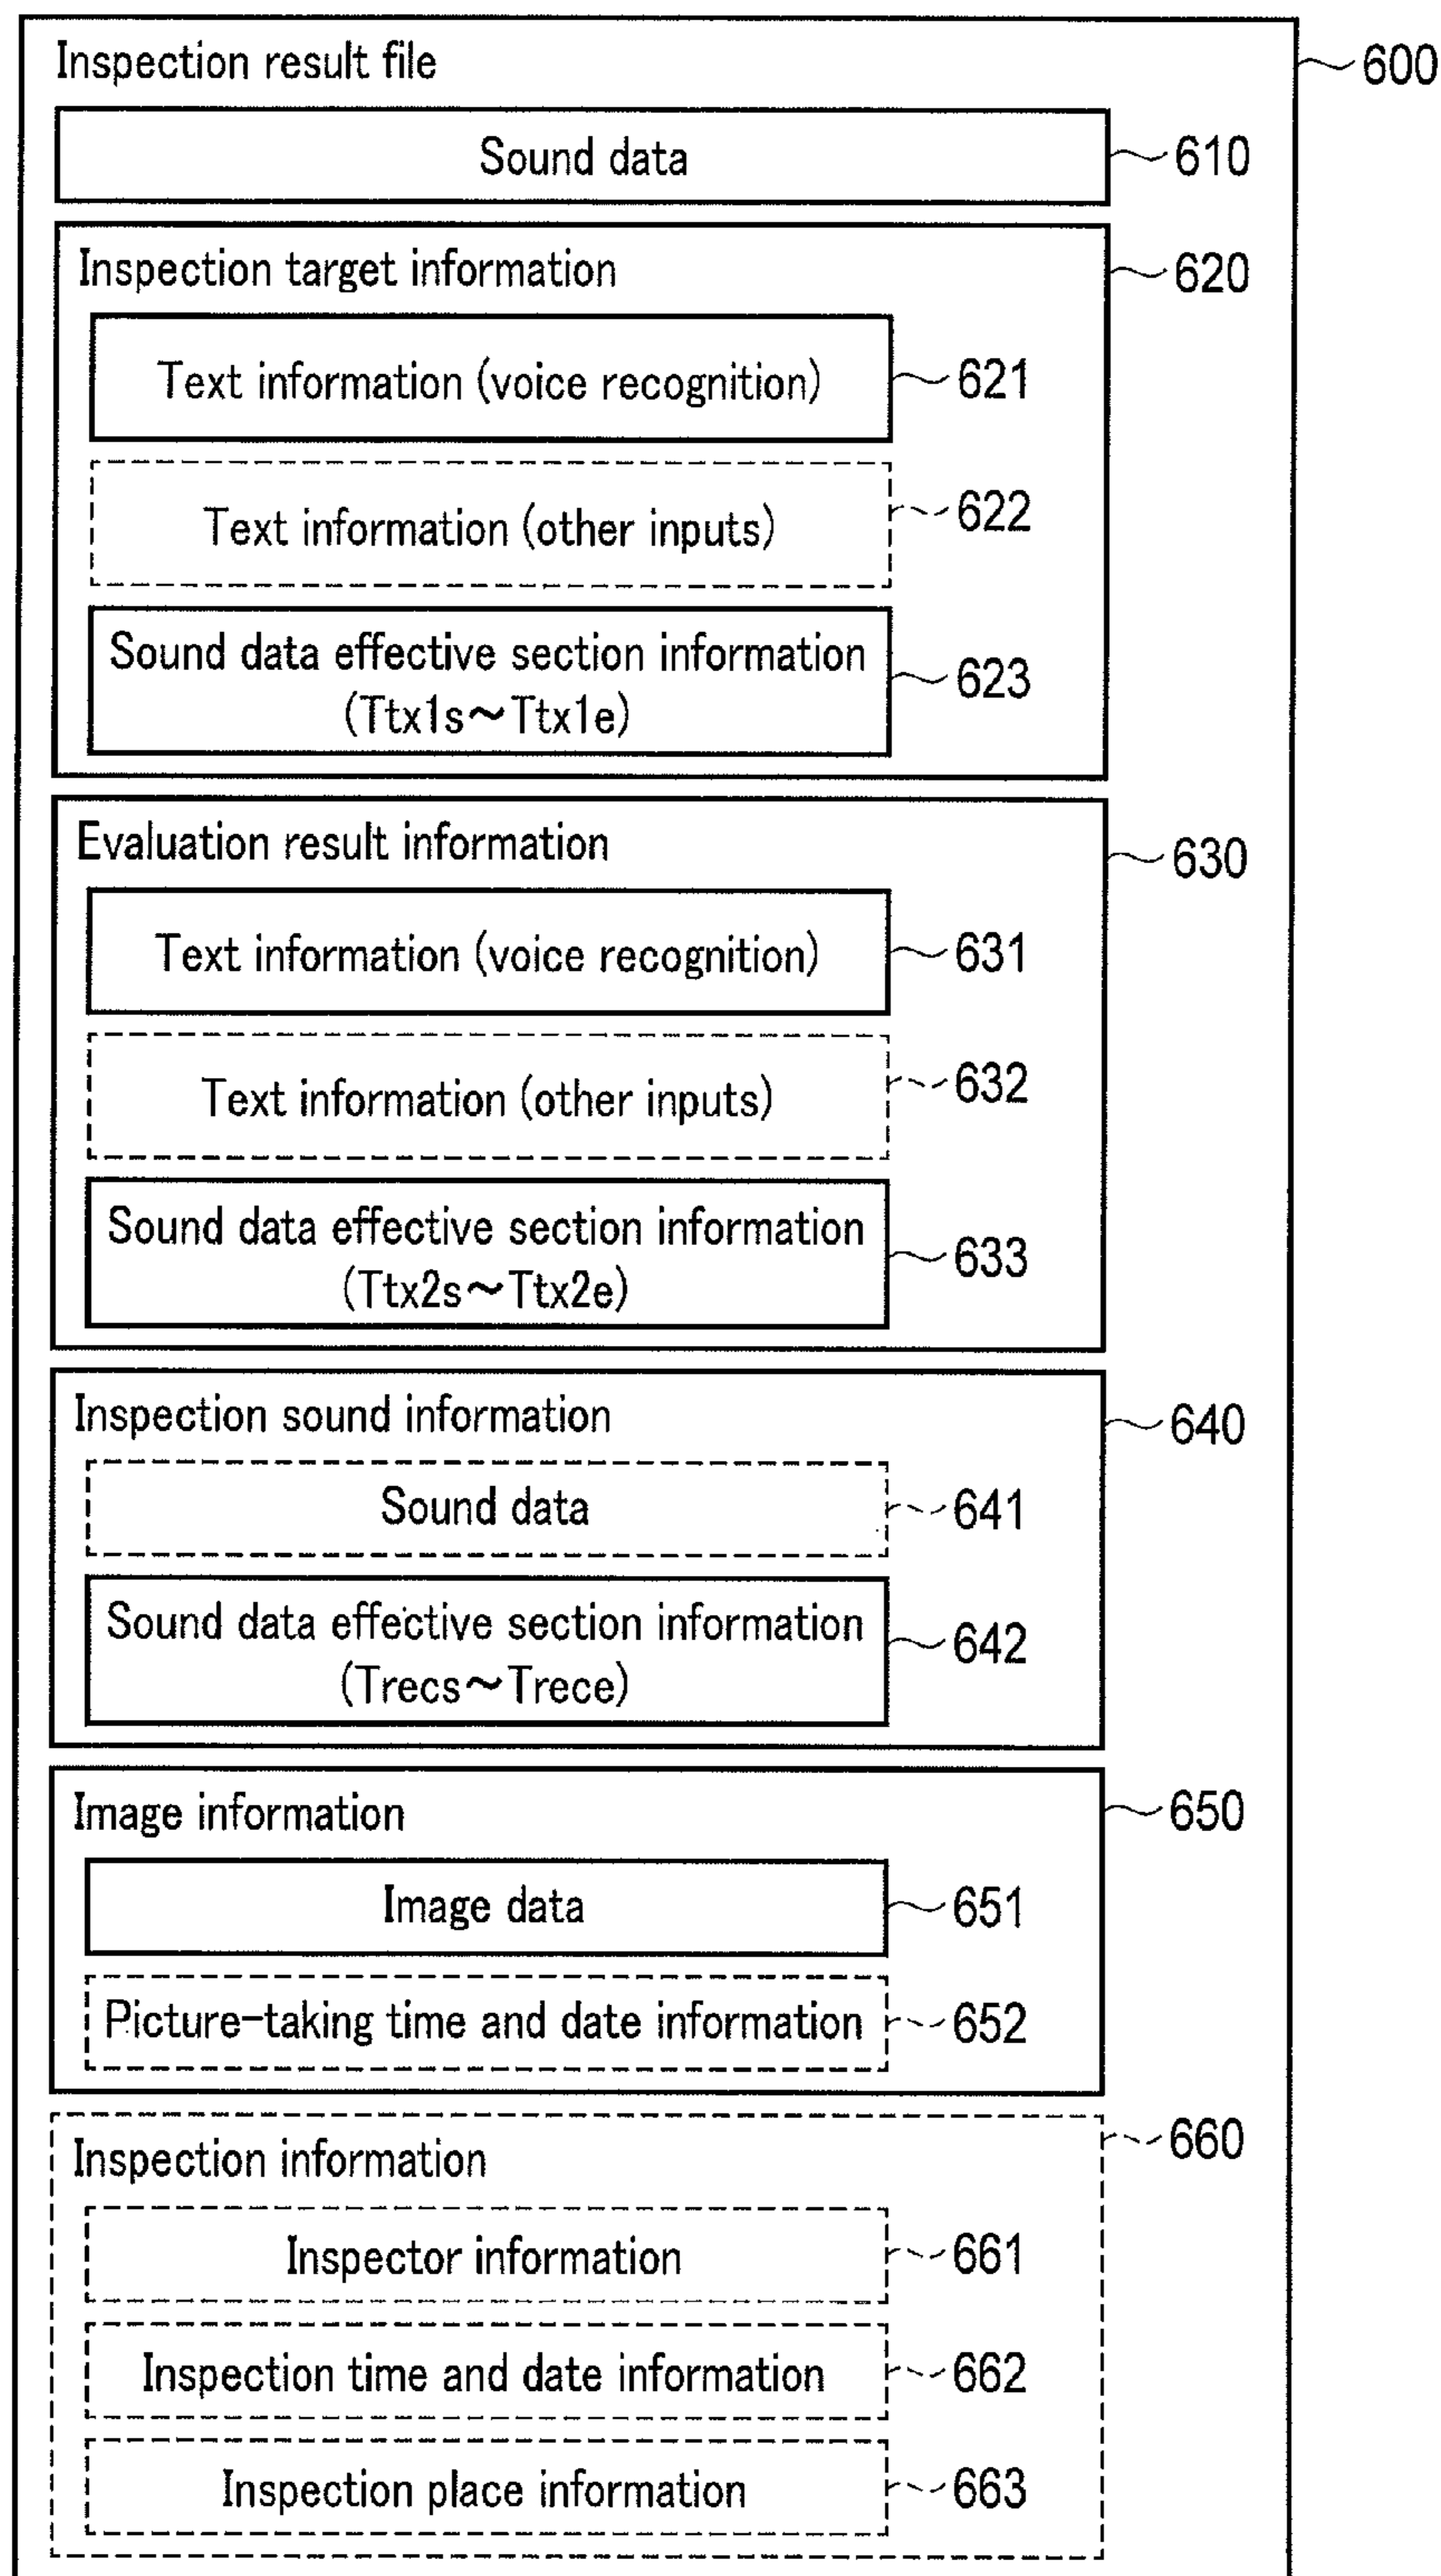 Inspection result file
600
Sound data
610
Inspection target information
620
Text information (voice recognition)
621
Text information (other inputs)
622
Sound data effective section information
(Ttx1s～Ttx1e)
623
Evaluation result information
630
Text information (voice recognition)
631
Text information (other inputs)
632
Sound data effective section information
(Ttx2s～Ttx2e)
633
Inspection sound information
640
Sound data
641
Sound data effective section information
(Trecs～Trece)
642
Image information
650
Image data
651
Picture-taking time and date information
652
Inspection information
660
Inspector information
661
Inspection time and date information
662
Inspection place information
663